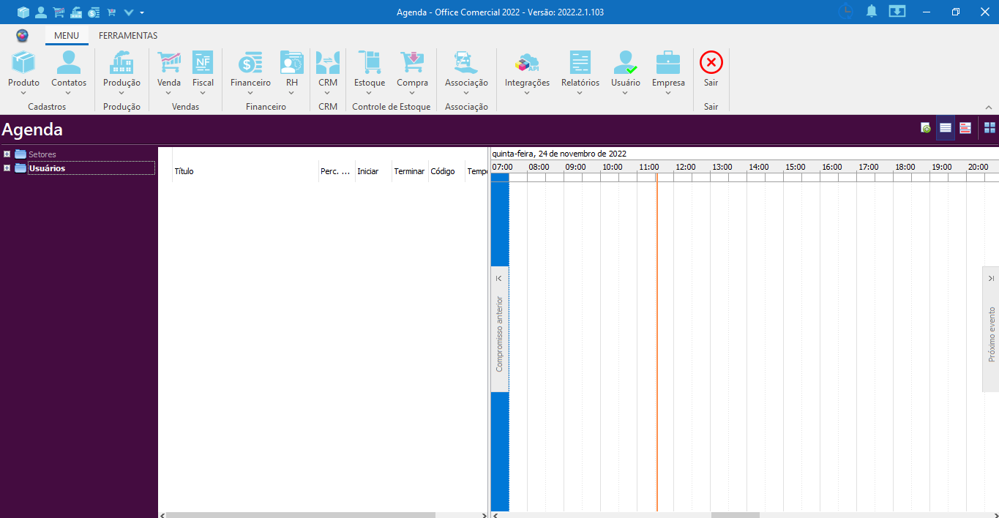 Agenda - Office Comercial 2022 - Versão: 2022.2.1.103
MENU FERRAMENTAS
Produto Contatos Produção Venda Fiscal Financeiro RH CRM Estoque Compra Associação Integrações Relatórios Usuário Empresa Sair
Cadastros Produção Vendas Financeiro CRM Controle de Estoque Associação Sair
Agenda
Setores
Usuários
Título Perc. ... Iniciar Terminar Código Tempo
quinta-feira, 24 de novembro de 2022
07:00 08:00 09:00 10:00 11:00 12:00 13:00 14:00 15:00 16:00 17:00 18:00 19:00 20:00
Compromisso anterior
Próximo evento
NF
API